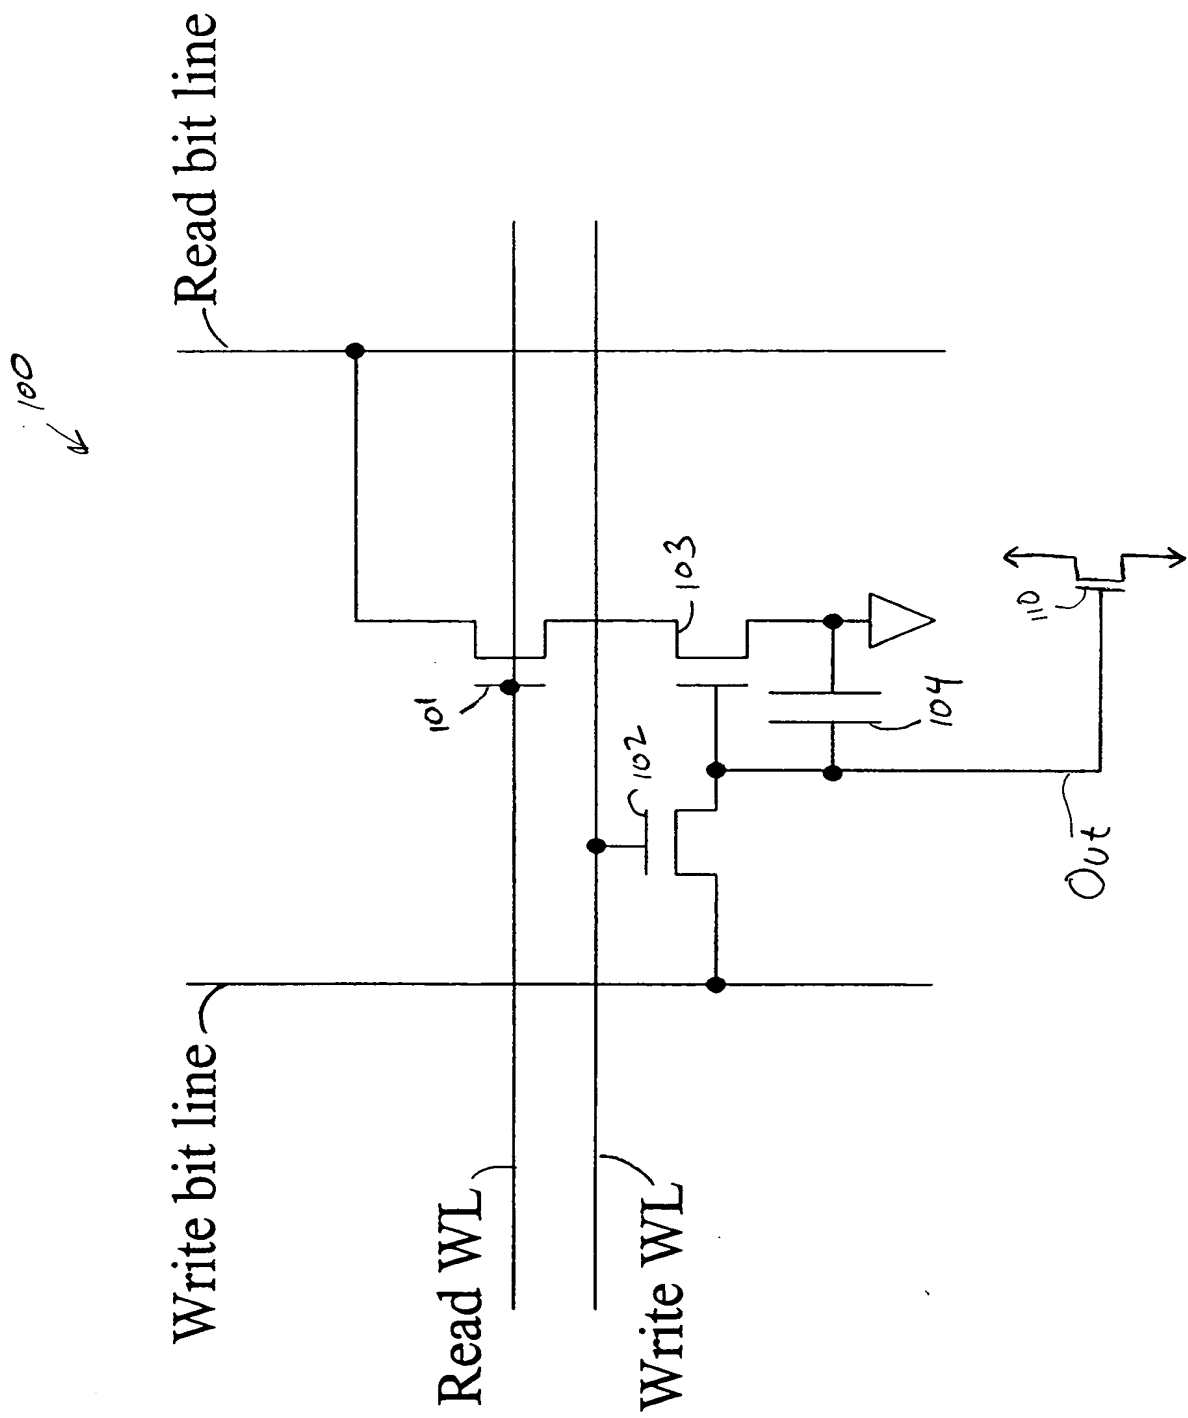 100
Write bit line
Read bit line
Read WL
Write WL
101
102
103
104
Out
110